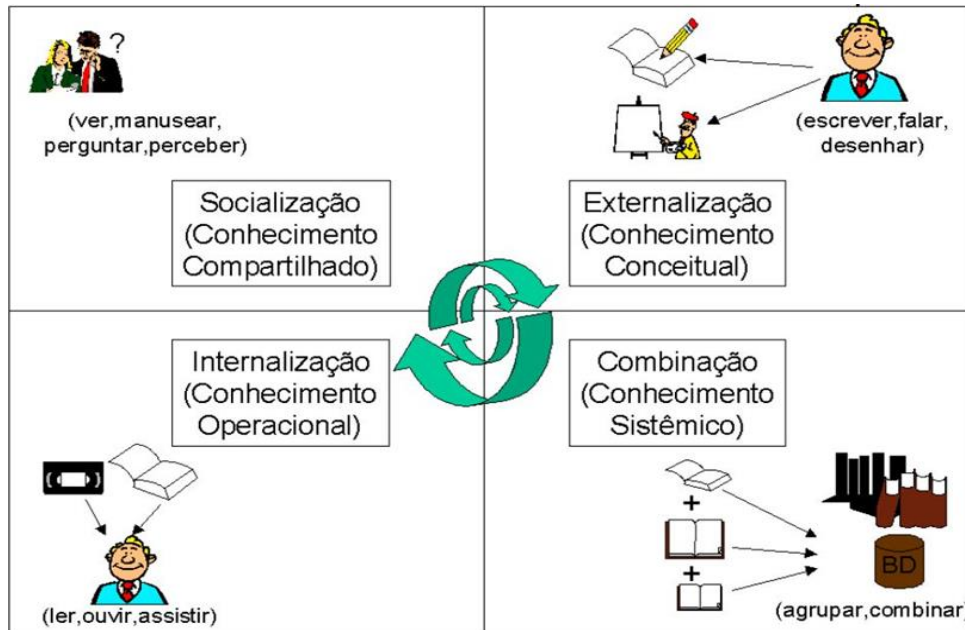 ?
(ver,manusear,
perguntar,perceber)
Socialização
(Conhecimento
Compartilhado)
(escrever,falar,
desenhar)
Externalização
(Conhecimento
Conceitual)
Internalização
(Conhecimento
Operacional)
(ler,ouvir,assistir)
Combinação
(Conhecimento
Sistêmico)
+
+
BD
(agrupar,combinar)